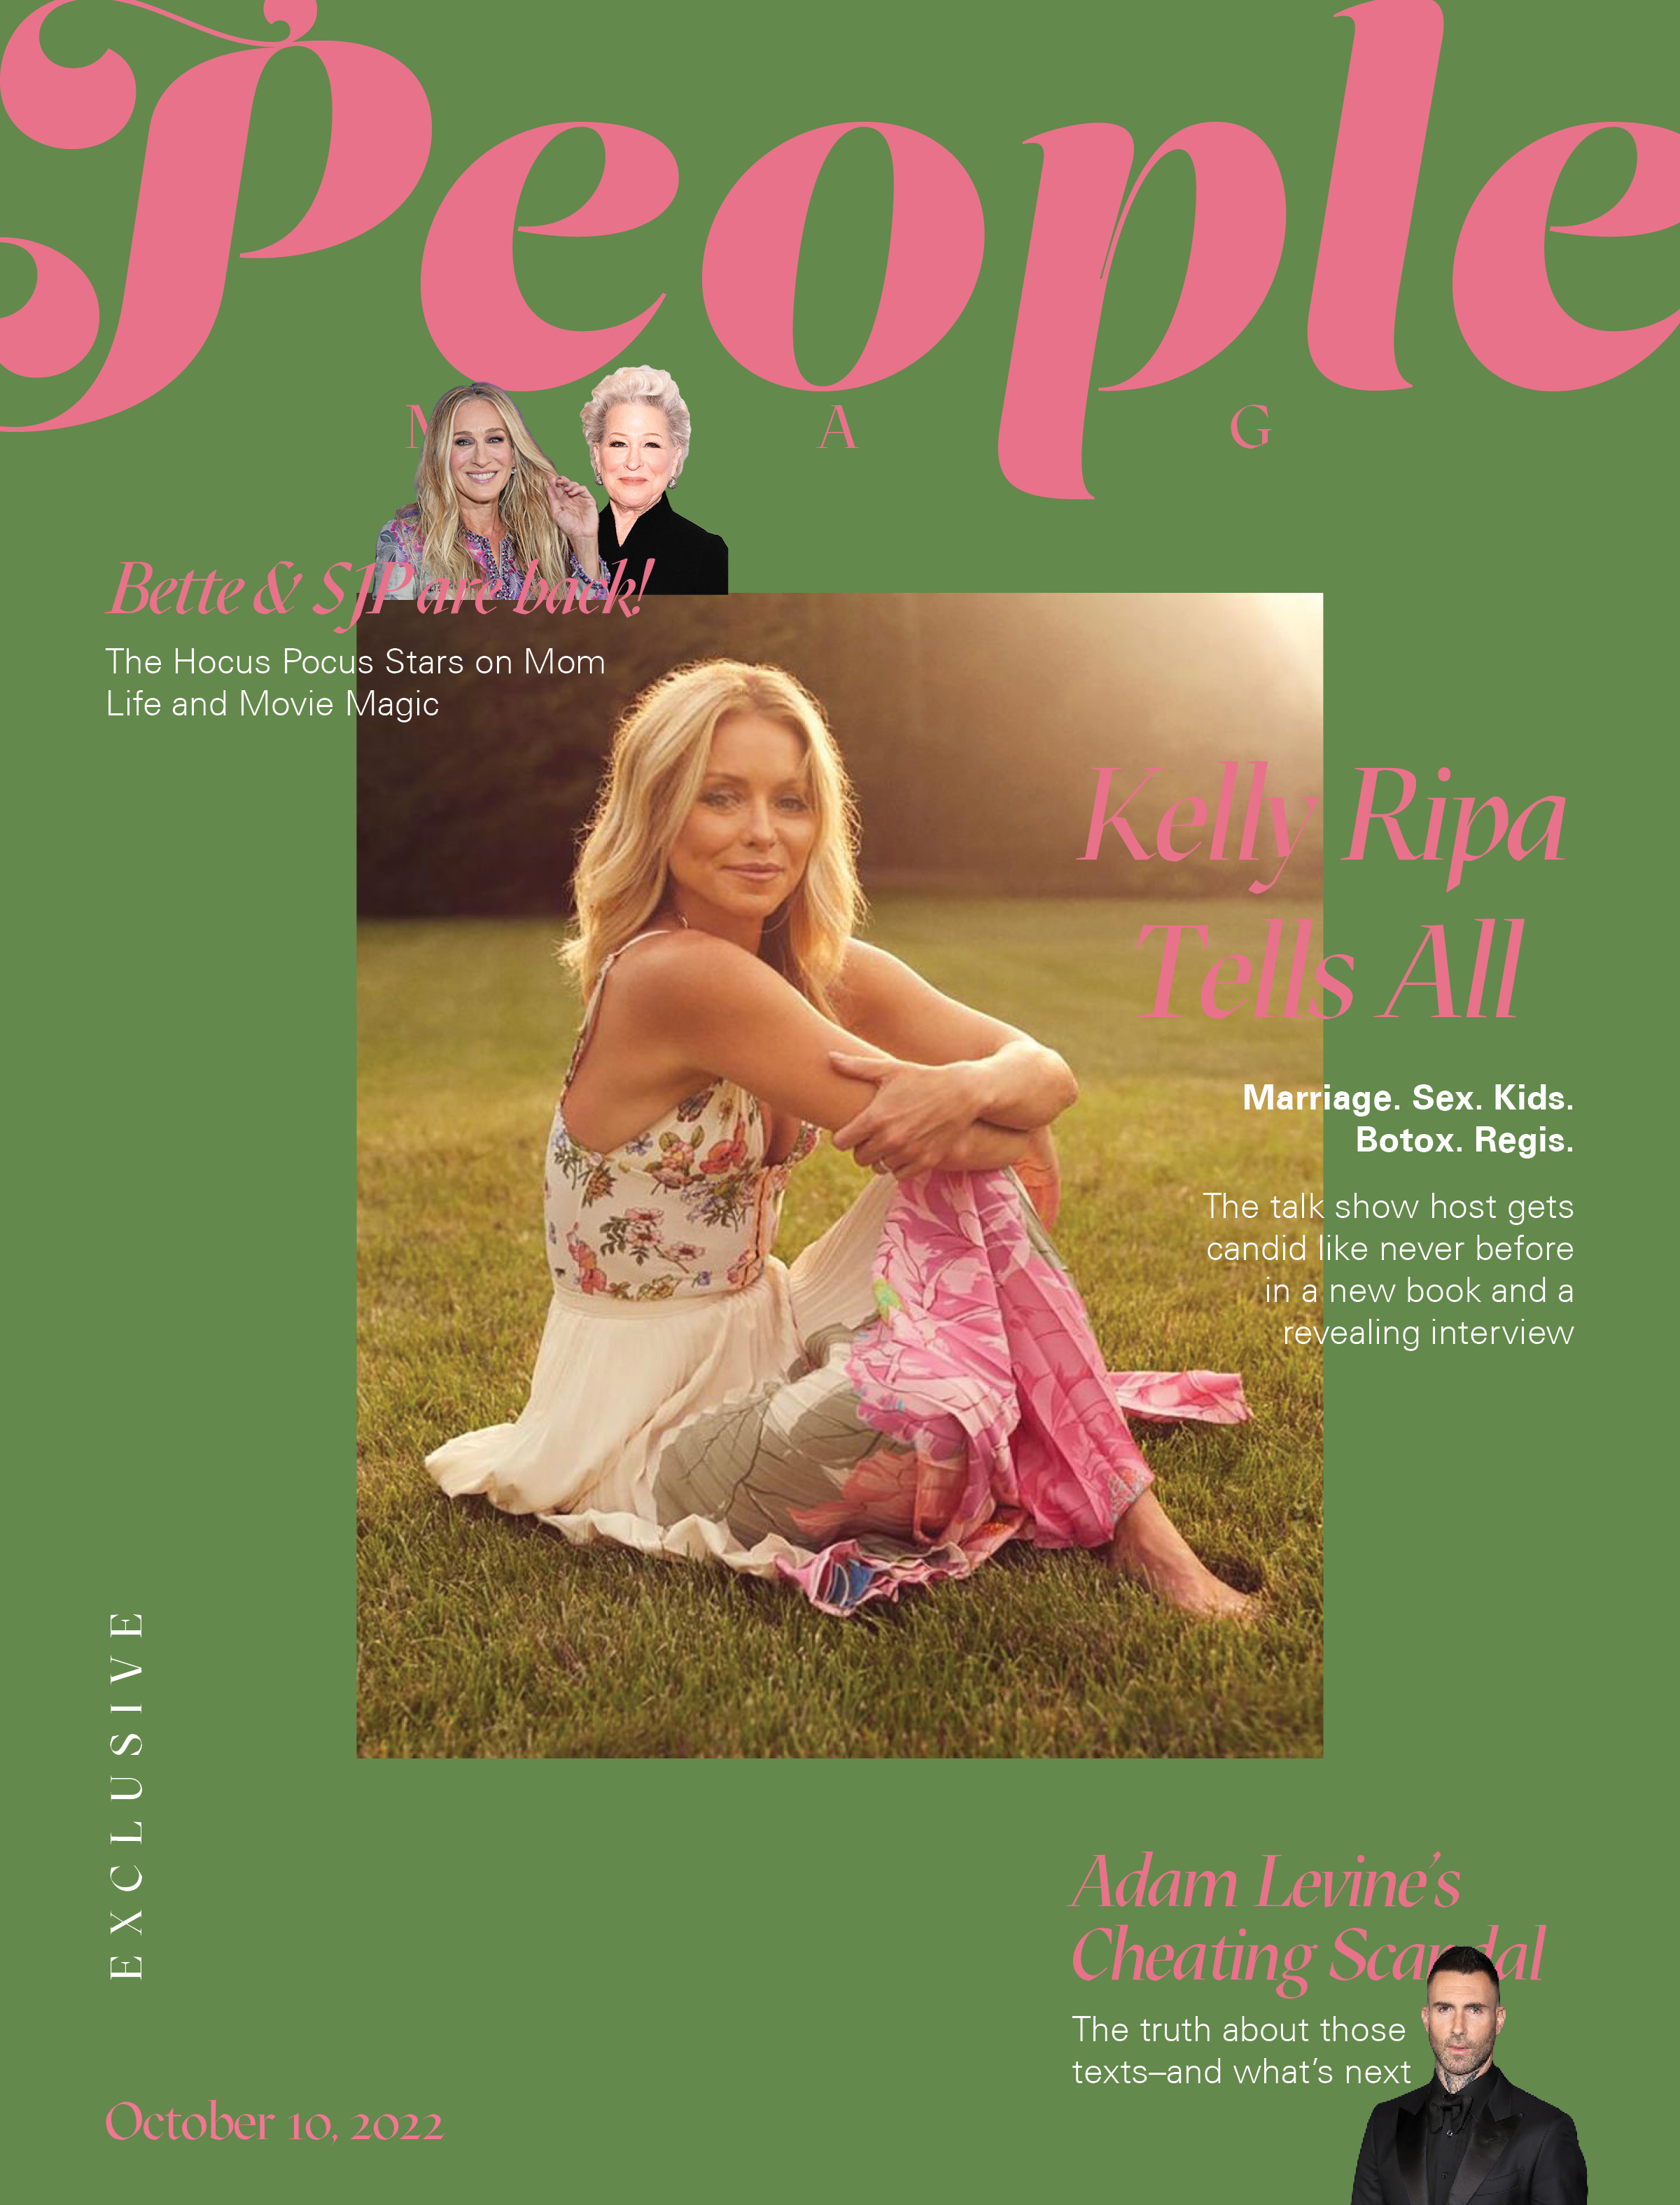 People
M A G
Bette & SJP are back!
The Hocus Pocus Stars on Mom
Life and Movie Magic
Kelly Ripa
Tells All
Marriage. Sex. Kids.
Botox. Regis.
The talk show host gets
candid like never before
in a new book and a
revealing interview
EXCLUSIVE
Adam Levine’s
Cheating Scandal
The truth about those
texts–and what’s next
October 10, 2022